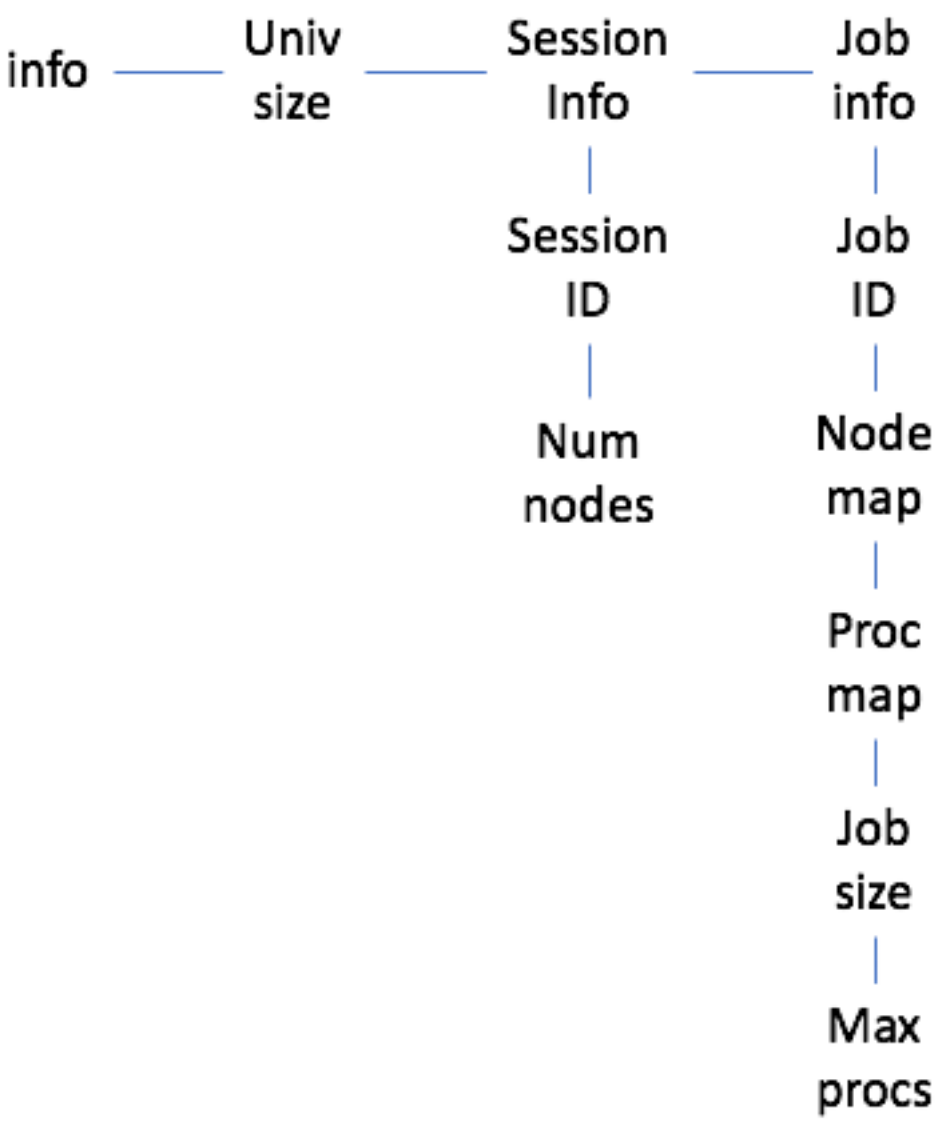 info
Univ
size
Session
Info
Job
info
Session
ID
Num
nodes
Job
ID
Node
map
Proc
map
Job
size
Max
procs